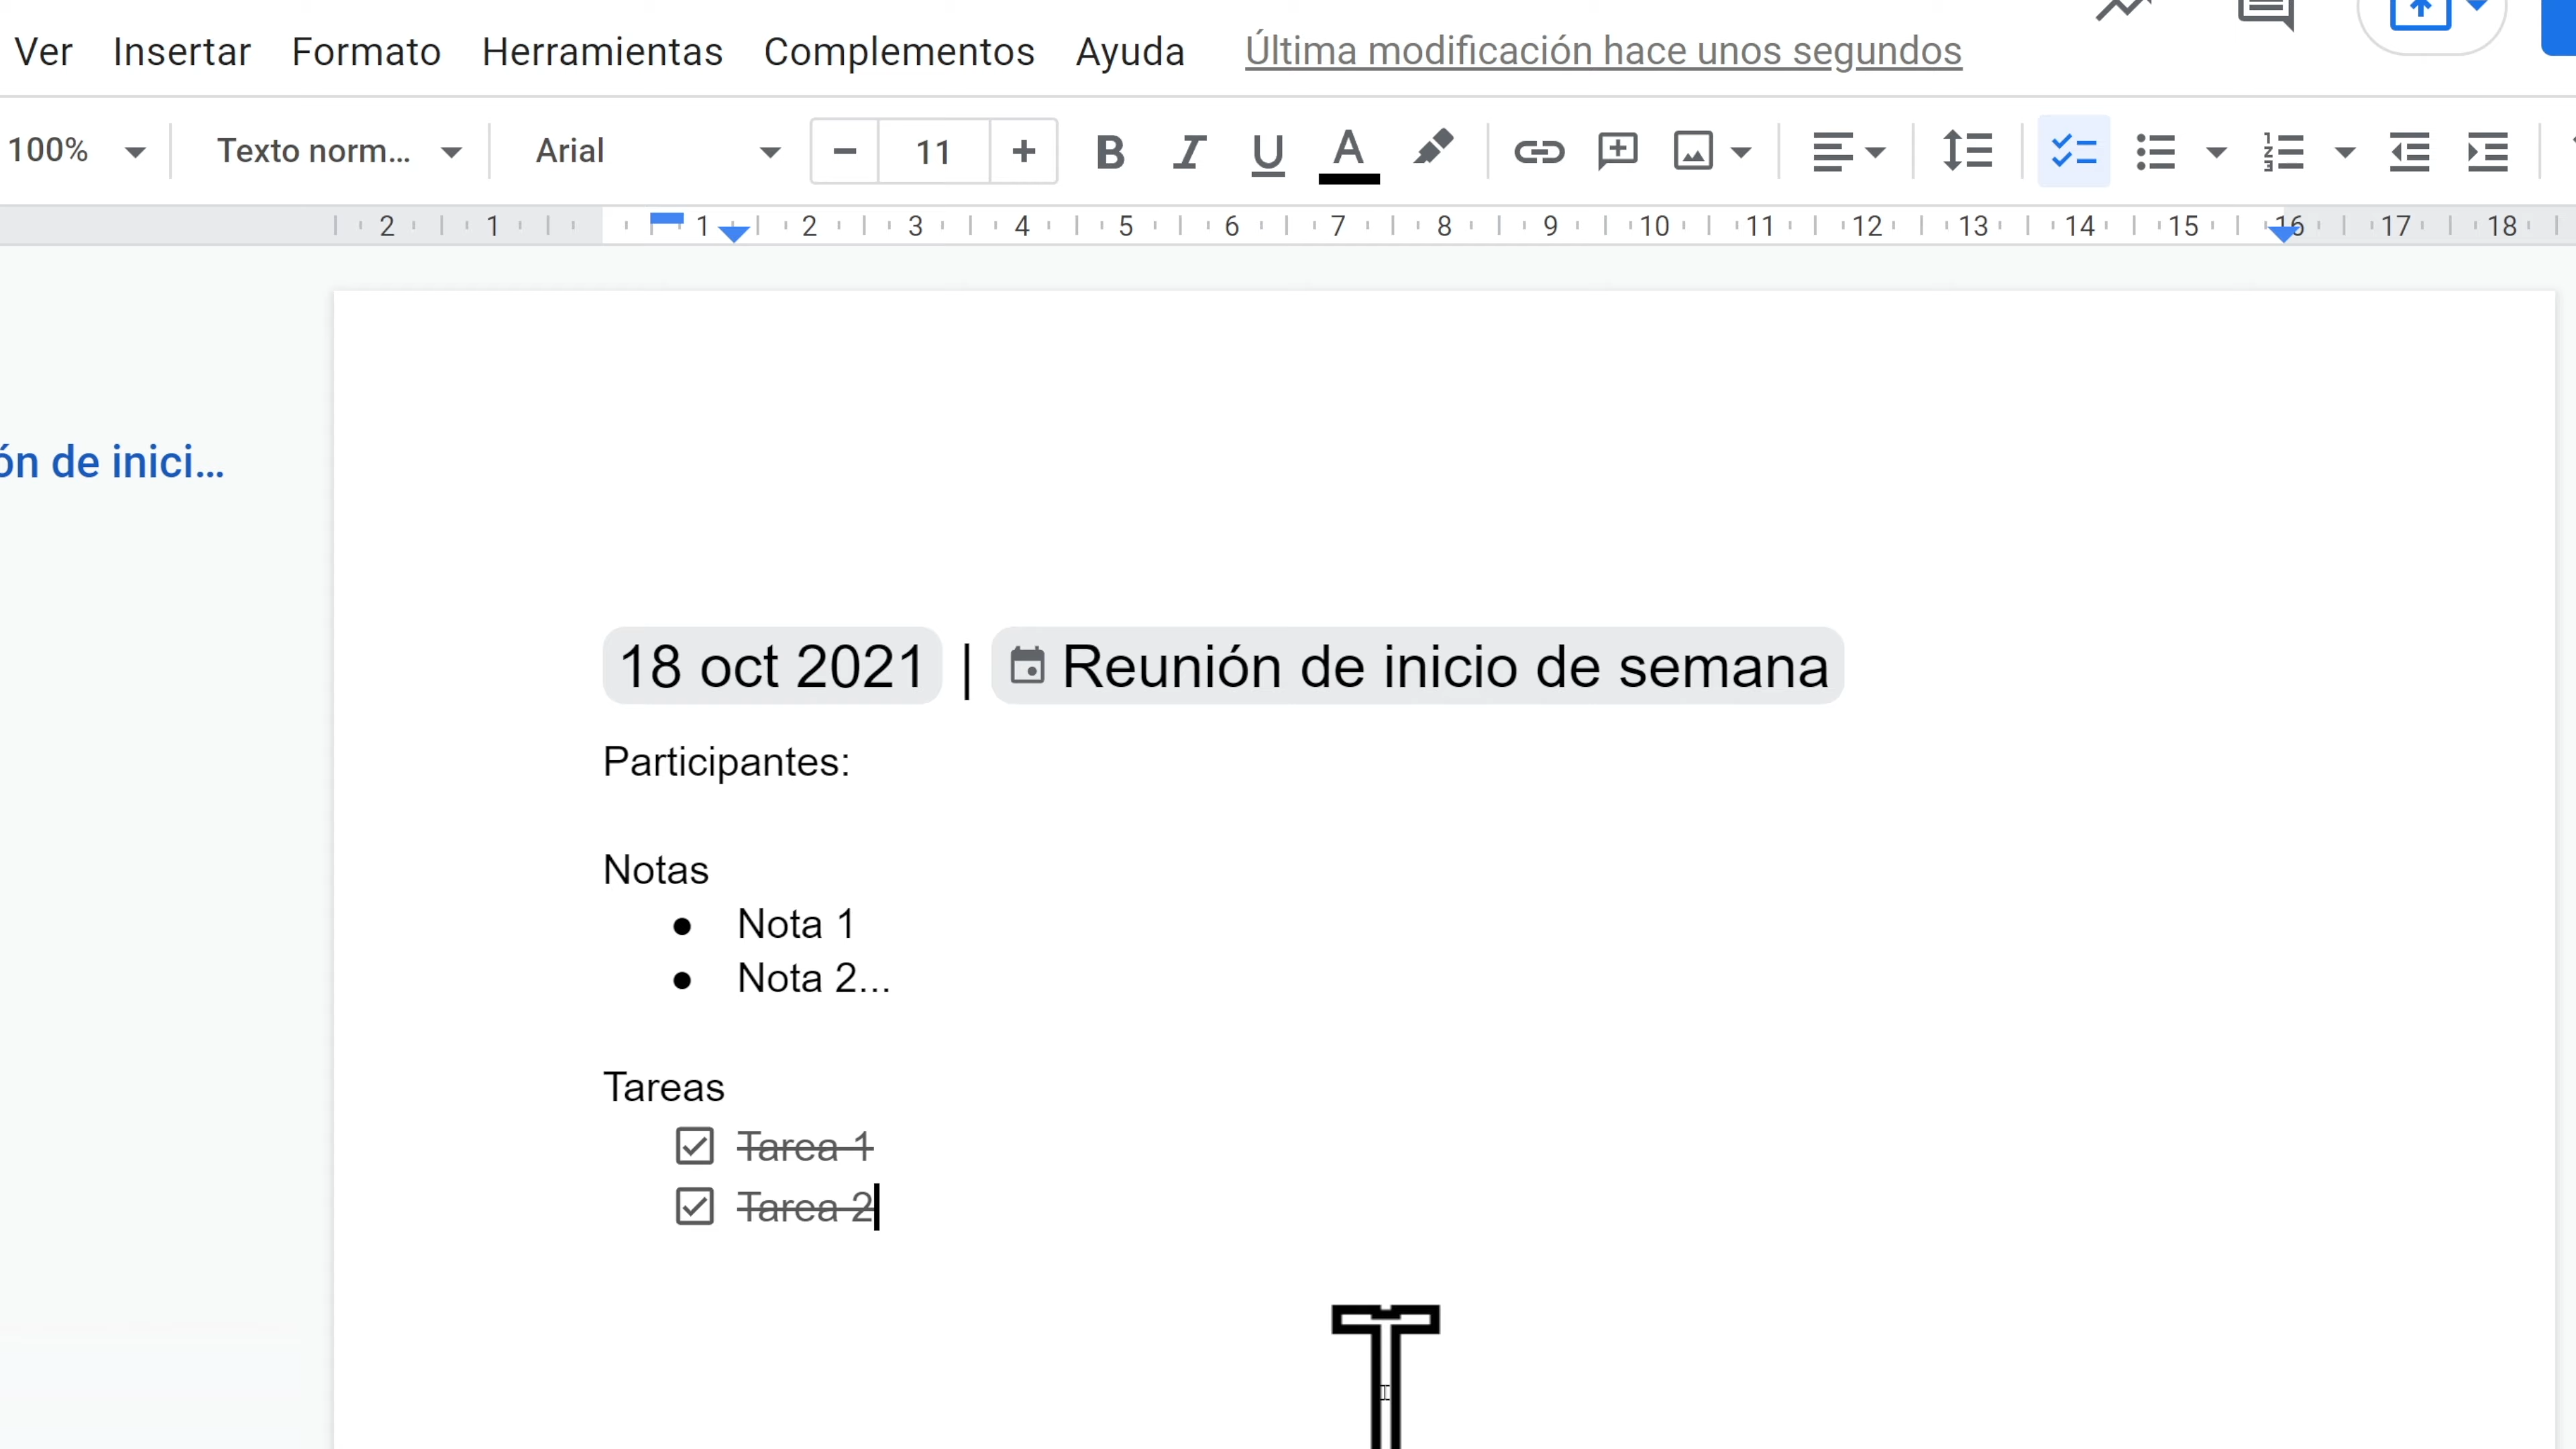 Ver Insertar Formato Herramientas Complementos Ayuda Última modificación hace unos segundos
100% Texto norm... Arial 11 B I U A
2 1 1 2 3 4 5 6 7 8 9 10 11 12 13 14 15 16 17 18
ón de inici...
18 oct 2021 | Reunión de inicio de semana
Participantes:
Notas
● Nota 1
● Nota 2...
Tareas
Tarea 1
Tarea 2